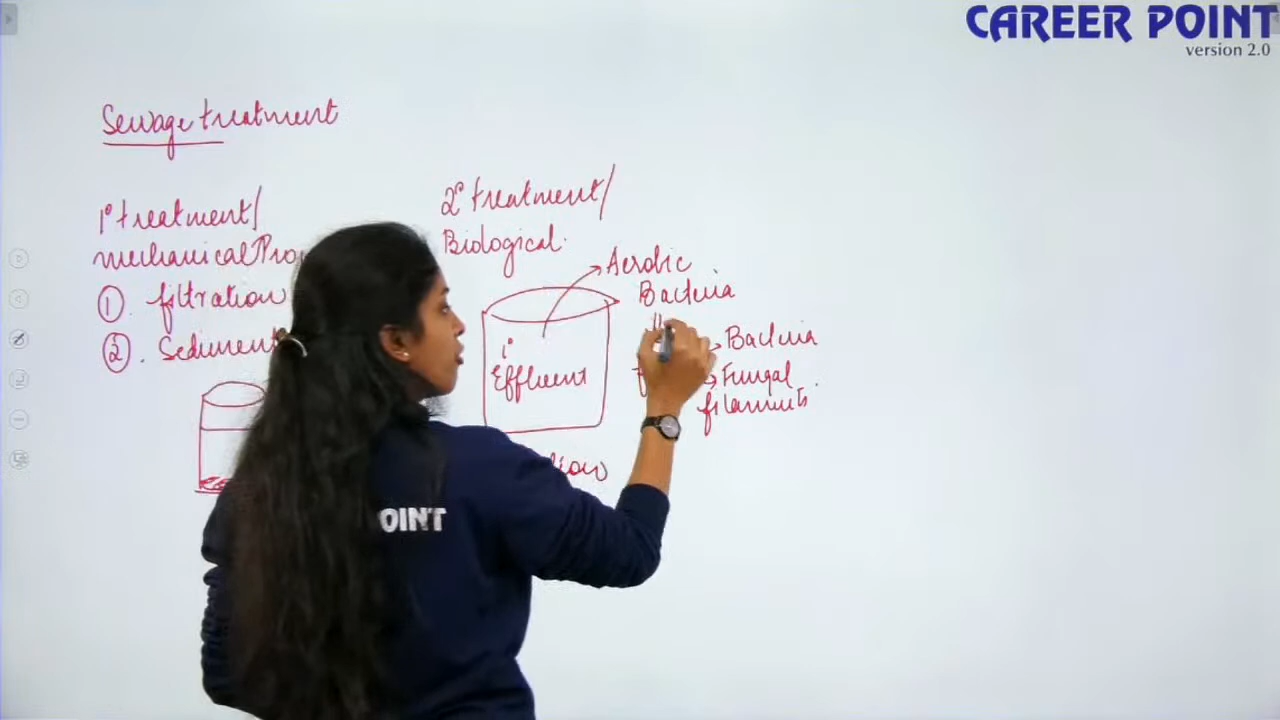 CAREER POINT
version 2.0
Sewage treatment
1° treatment/
mechanical
① filtration
② . Sediment
2° treatment/
Biological.
Aerobic
Bacteria
1°
Effluent
Bacteria
Fungal
filaments
OINT